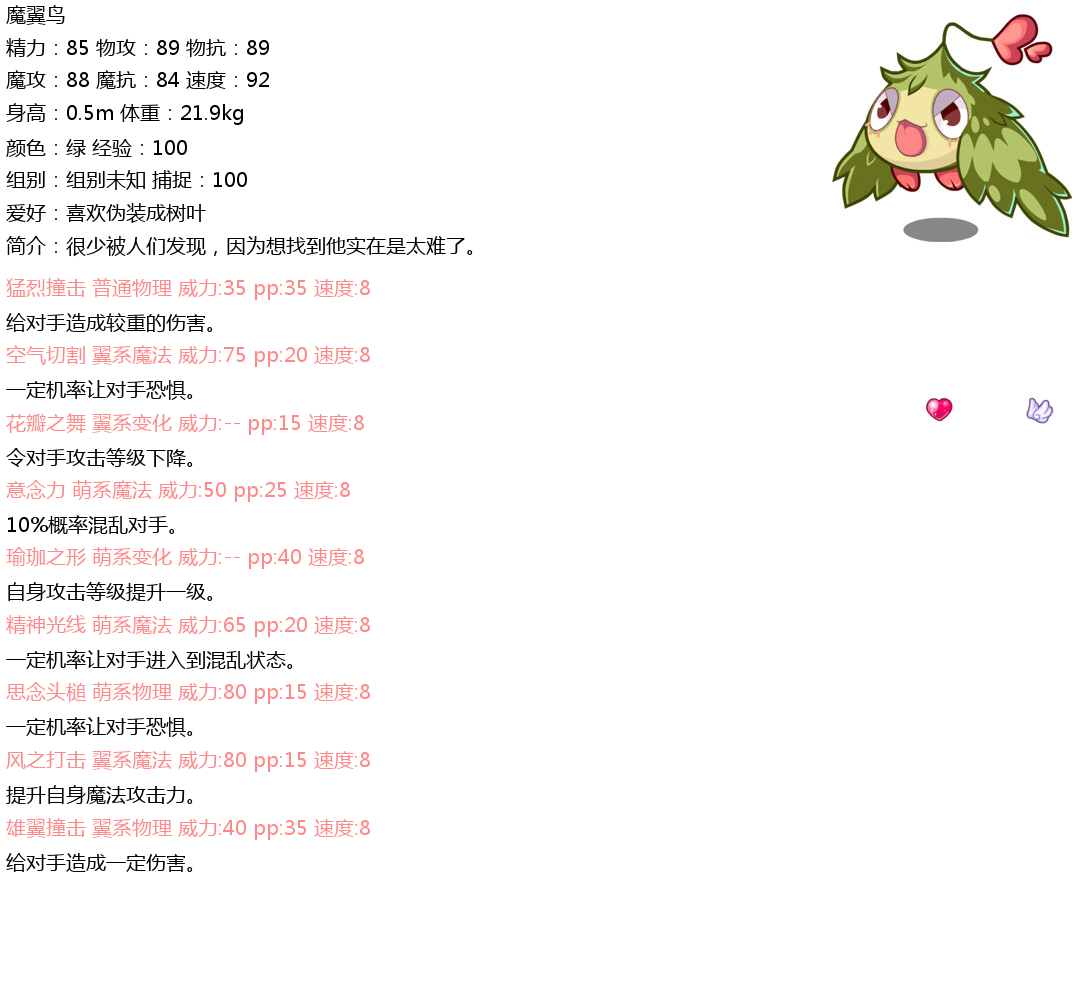 魔翼鸟
精力：85 物攻：89 物抗：89
魔攻：88 魔抗：84 速度：92
身高：0.5m 体重：21.9kg
颜色：绿 经验：100
组别：组别未知 捕捉：100
爱好：喜欢伪装成树叶
简介：很少被人们发现，因为想找到他实在是太难了。
猛烈撞击 普通物理 威力:35 pp:35 速度:8
给对手造成较重的伤害。
空气切割 翼系魔法 威力:75 pp:20 速度:8
一定机率让对手恐惧。
花瓣之舞 翼系变化 威力:-- pp:15 速度:8
令对手攻击等级下降。
意念力 萌系魔法 威力:50 pp:25 速度:8
10%概率混乱对手。
瑜珈之形 萌系变化 威力:-- pp:40 速度:8
自身攻击等级提升一级。
精神光线 萌系魔法 威力:65 pp:20 速度:8
一定机率让对手进入到混乱状态。
思念头槌 萌系物理 威力:80 pp:15 速度:8
一定机率让对手恐惧。
风之打击 翼系魔法 威力:80 pp:15 速度:8
提升自身魔法攻击力。
雄翼撞击 翼系物理 威力:40 pp:35 速度:8
给对手造成一定伤害。